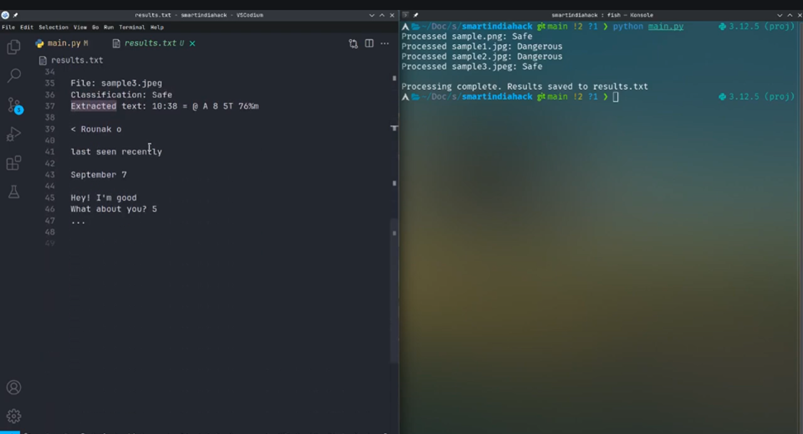 results.txt - smartindiahack - VSCodium
File Edit Selection View Go Run Terminal Help
main.py M
results.txt U
results.txt
34
35 File: sample3.jpeg
36 Classification: Safe
37 Extracted text: 10:38 = @ A 8 5T 76%m
38
39 < Rounak o
40
41 last seen recently
42
43 September 7
44
45 Hey! I'm good
46 What about you? 5
47 ...
48
49
smartindiahack : fish — Konsole
~/Doc/s/smartindiahack main !2 ?1 ❯ python main.py 3.12.5 (proj)
Processed sample.png: Safe
Processed sample1.jpg: Dangerous
Processed sample2.jpg: Dangerous
Processed sample3.jpeg: Safe
Processing complete. Results saved to results.txt
~/Doc/s/smartindiahack main !2 ?1 ❯ 3.12.5 (proj)